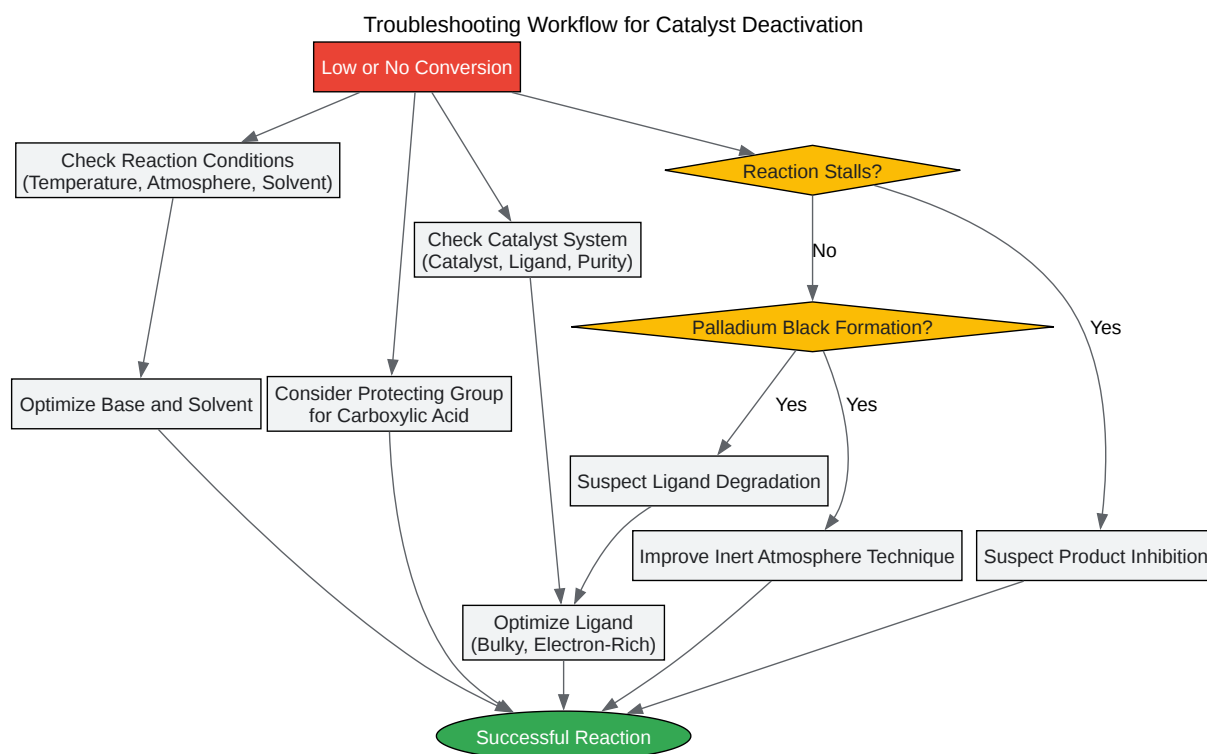 Troubleshooting Workflow for Catalyst Deactivation
Low or No Conversion
Check Reaction Conditions
(Temperature, Atmosphere, Solvent)
Reaction Stalls?
Check Catalyst System
(Catalyst, Ligand, Purity)
No
Palladium Black Formation?
Yes
Optimize Base and Solvent
Consider Protecting Group
for Carboxylic Acid
Yes
Yes
Suspect Ligand Degradation
Improve Inert Atmosphere Technique
Suspect Product Inhibition
Optimize Ligand
(Bulky, Electron-Rich)
Successful Reaction